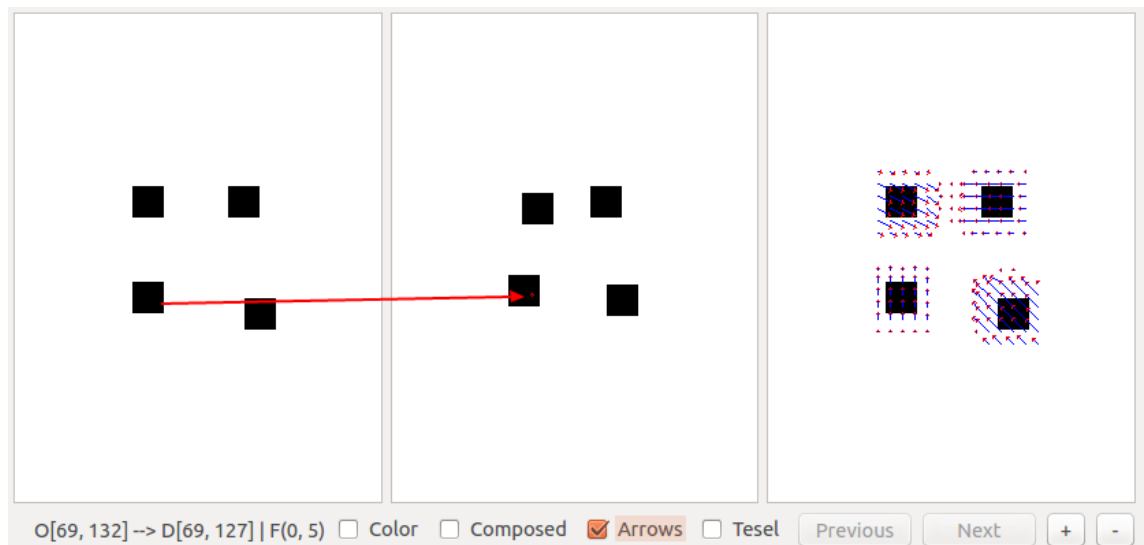 O[69, 132] --> D[69, 127] | F(0, 5) Color Composed Arrows Tesel Previous Next + -